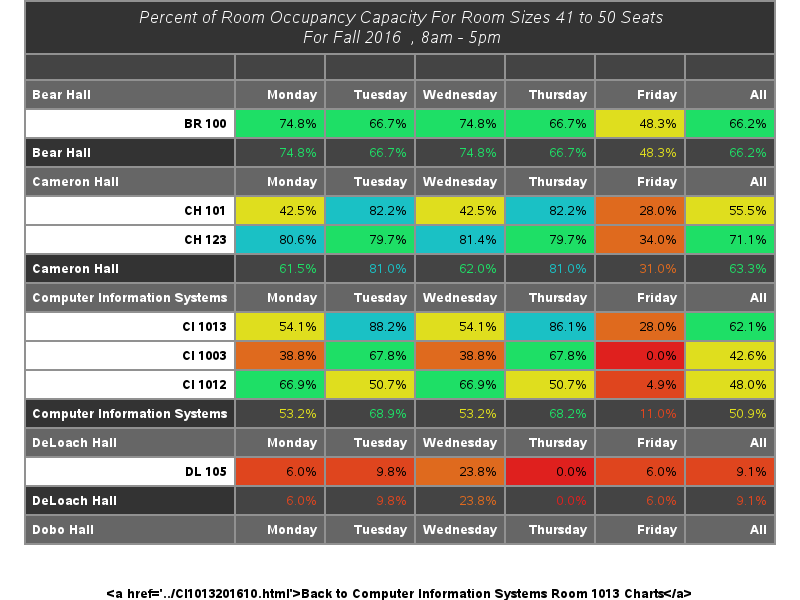 Percent of Room Occupancy Capacity For Room Sizes 41 to 50 Seats
For Fall 2016 , 8am - 5pm
Bear Hall Monday Tuesday Wednesday Thursday Friday All
BR 100 74.8% 66.7% 74.8% 66.7% 48.3% 66.2%
Bear Hall 74.8% 66.7% 74.8% 66.7% 48.3% 66.2%
Cameron Hall Monday Tuesday Wednesday Thursday Friday All
CH 101 42.5% 82.2% 42.5% 82.2% 28.0% 55.5%
CH 123 80.6% 79.7% 81.4% 79.7% 34.0% 71.1%
Cameron Hall 61.5% 81.0% 62.0% 81.0% 31.0% 63.3%
Computer Information Systems Monday Tuesday Wednesday Thursday Friday All
CI 1013 54.1% 88.2% 54.1% 86.1% 28.0% 62.1%
CI 1003 38.8% 67.8% 38.8% 67.8% 0.0% 42.6%
CI 1012 66.9% 50.7% 66.9% 50.7% 4.9% 48.0%
Computer Information Systems 53.2% 68.9% 53.2% 68.2% 11.0% 50.9%
DeLoach Hall Monday Tuesday Wednesday Thursday Friday All
DL 105 6.0% 9.8% 23.8% 0.0% 6.0% 9.1%
DeLoach Hall 6.0% 9.8% 23.8% 0.0% 6.0% 9.1%
Dobo Hall Monday Tuesday Wednesday Thursday Friday All
&lt;a href='../CI1013201610.html'&gt;Back to Computer Information Systems Room 1013 Charts&lt;/a&gt;